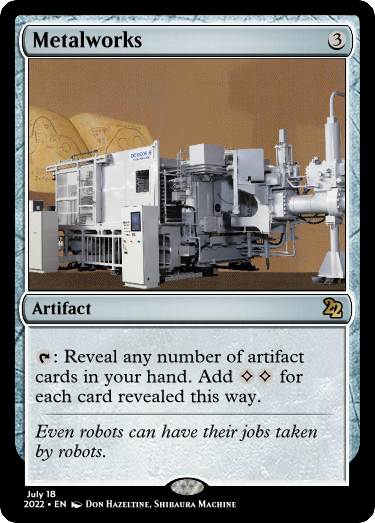 Metalworks 3
Artifact
22
: Reveal any number of artifact
cards in your hand. Add for
each card revealed this way.
Even robots can have their jobs taken
by robots.
July 18
2022 • EN DON HAZELTINE, SHIBAURA MACHINE